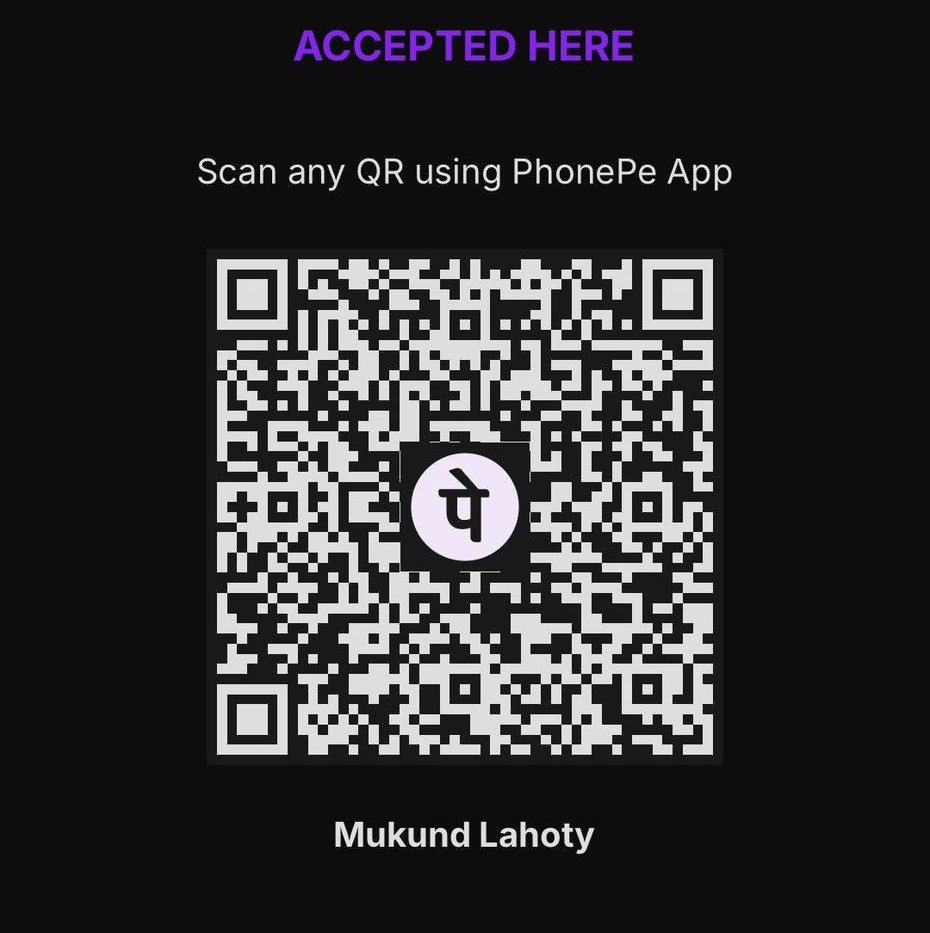 ACCEPTED HERE
Scan any QR using PhonePe App
पे
Mukund Lahoty